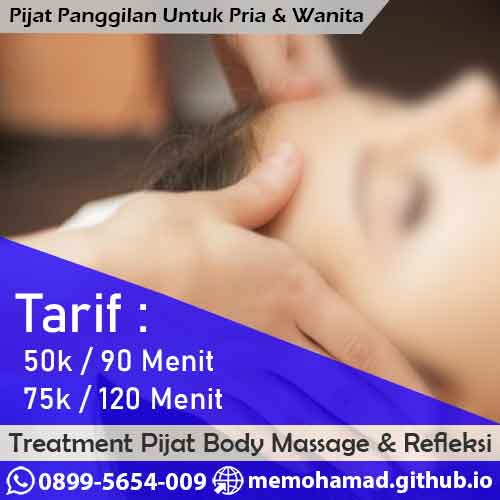 Pijat Panggilan Untuk Pria & Wanita
Tarif :
50k / 90 Menit
75k / 120 Menit
Treatment Pijat Body Massage & Refleksi
0899-5654-009 memohamad.github.io